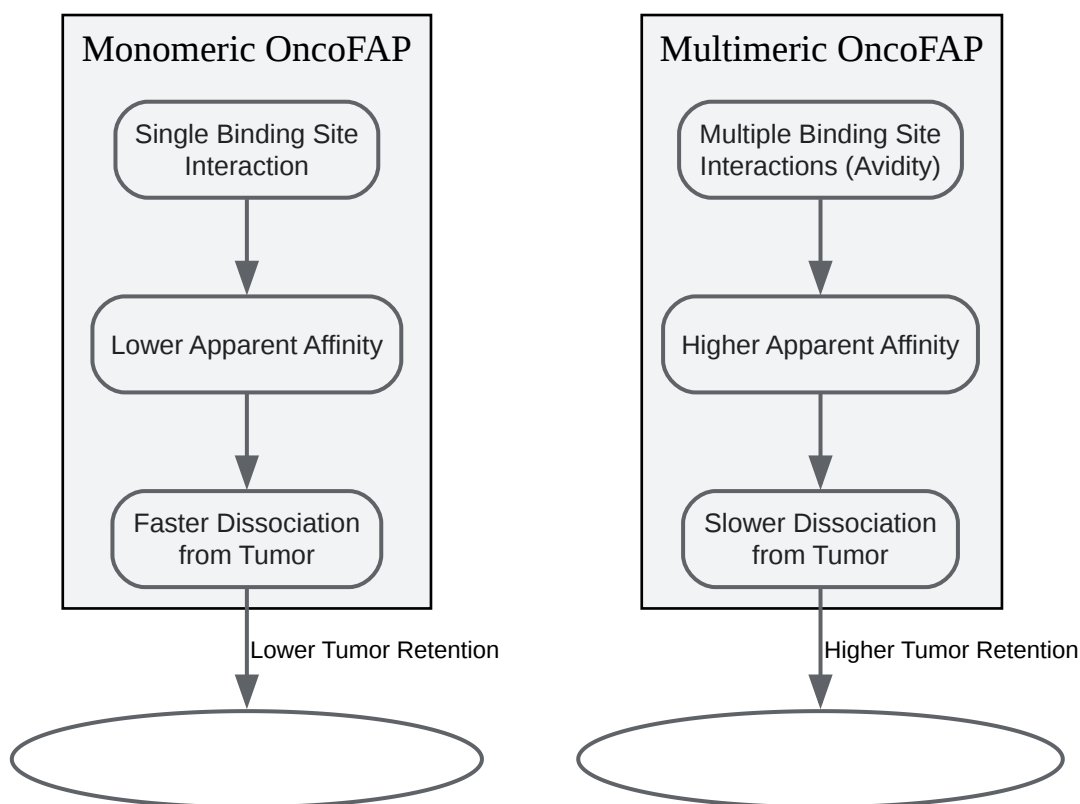 Monomeric OncoFAP
Single Binding Site
Interaction
Lower Apparent Affinity
Faster Dissociation
from Tumor
Lower Tumor Retention
Multimeric OncoFAP
Multiple Binding Site
Interactions (Avidity)
Higher Apparent Affinity
Slower Dissociation
from Tumor
Higher Tumor Retention